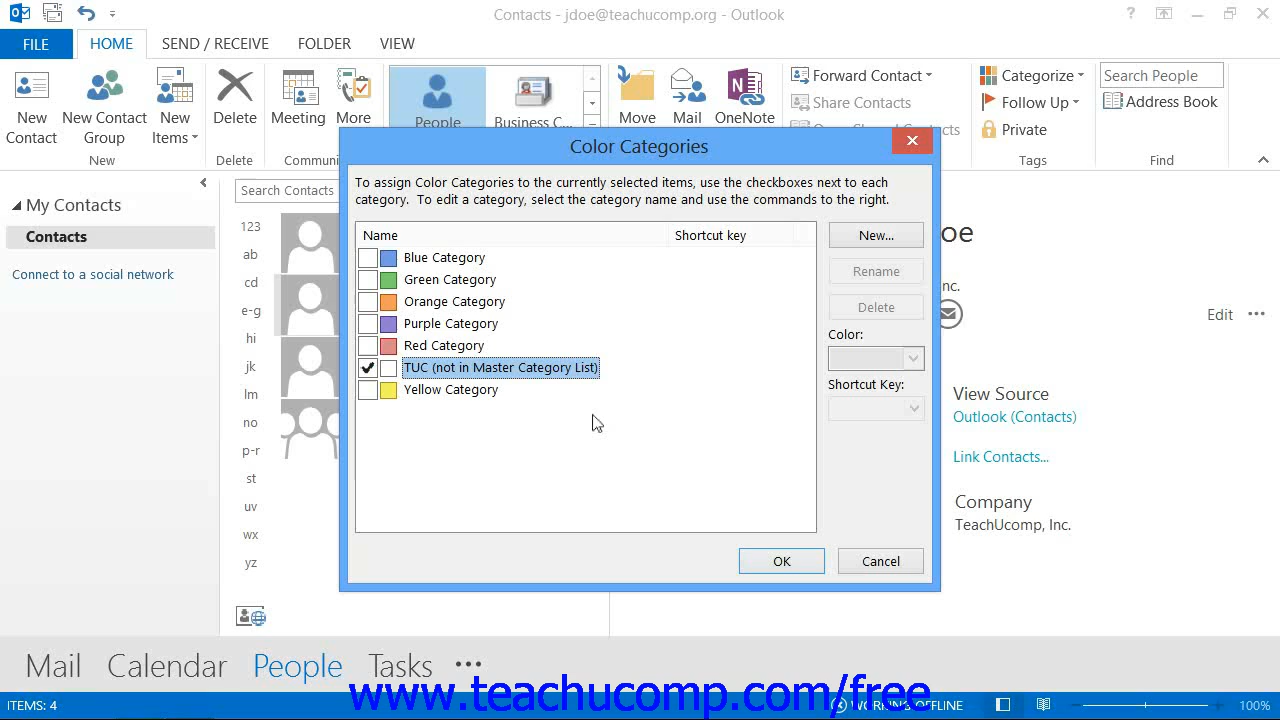 Contacts - jdoe@teachucomp.org - Outlook
?
FILE HOME SEND / RECEIVE FOLDER VIEW
New Contact
New Contact Group
New Items
Delete
Meeting
More
People
Business C...
Move
Mail
OneNote
Forward Contact
Share Contacts
Categorize
Follow Up
Private
Search People
Address Book
New
Delete
Communi
Tags
Find
My Contacts
Contacts
Connect to a social network
Search Contacts
123
ab
cd
e-g
hi
jk
lm
no
p-r
st
uv
wx
yz
Color Categories
To assign Color Categories to the currently selected items, use the checkboxes next to each
category. To edit a category, select the category name and use the commands to the right.
Name Shortcut key
Blue Category
Green Category
Orange Category
Purple Category
Red Category
TUC (not in Master Category List)
Yellow Category
New...
Rename
Delete
Color:
Shortcut Key:
OK Cancel
oe
nc.
Edit
View Source
Outlook (Contacts)
Link Contacts...
Company
TeachUcomp, Inc.
Mail Calendar People Tasks
www.teachucomp.com/free
ITEMS: 4
WORKING OFFLINE
100%